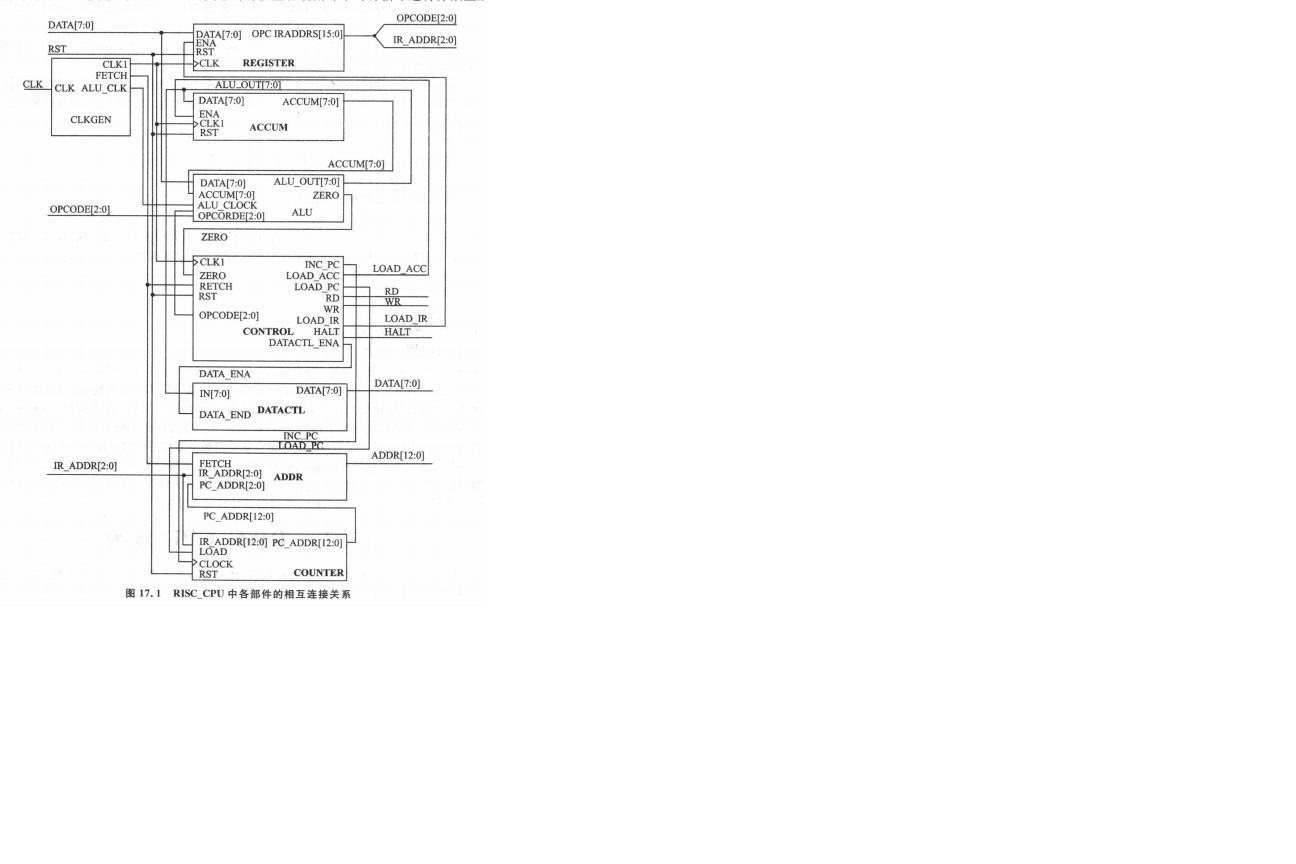 DATA[7:0]
RST
CLK
CLK1
FETCH
CLK ALU_CLK
CLKGEN
DATA[7:0] OPC IRADDRS[15:0]
ENA
RST
CLK
REGISTER
OPCODE[2:0]
IR_ADDR[2:0]
ALU_OUT[7:0]
DATA[7:0] ACCUM[7:0]
ENA
CLK1
RST
ACCUM
ACCUM[7:0]
DATA[7:0] ALU_OUT[7:0]
ACCUM[7:0] ZERO
ALU_CLOCK
OPCORDE[2:0] ALU
OPCODE[2:0]
ZERO
CLK1 INC_PC
ZERO LOAD_ACC
RETCH LOAD_PC
RST RD
WR
OPCODE[2:0] LOAD_IR
CONTROL HALT
DATACTL_ENA
LOAD_ACC
RD
WR
LOAD_IR
HALT
DATA_ENA
IN[7:0] DATA[7:0]
DATA_END DATACTL
DATA[7:0]
INC_PC
LOAD_PC
FETCH
IR_ADDR[2:0] ADDR
PC_ADDR[2:0]
ADDR[12:0]
IR_ADDR[2:0]
PC_ADDR[12:0]
IR_ADDR[12:0] PC_ADDR[12:0]
LOAD
CLOCK
RST COUNTER
图 17.1 RISC_CPU 中各部件的相互连接关系